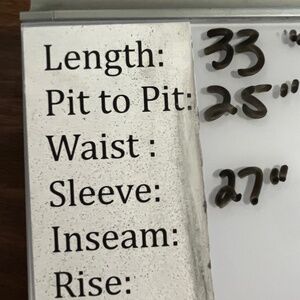 Length: 33 "
Pit to Pit: 25"
Waist :
Sleeve: 27"
Inseam:
Rise: